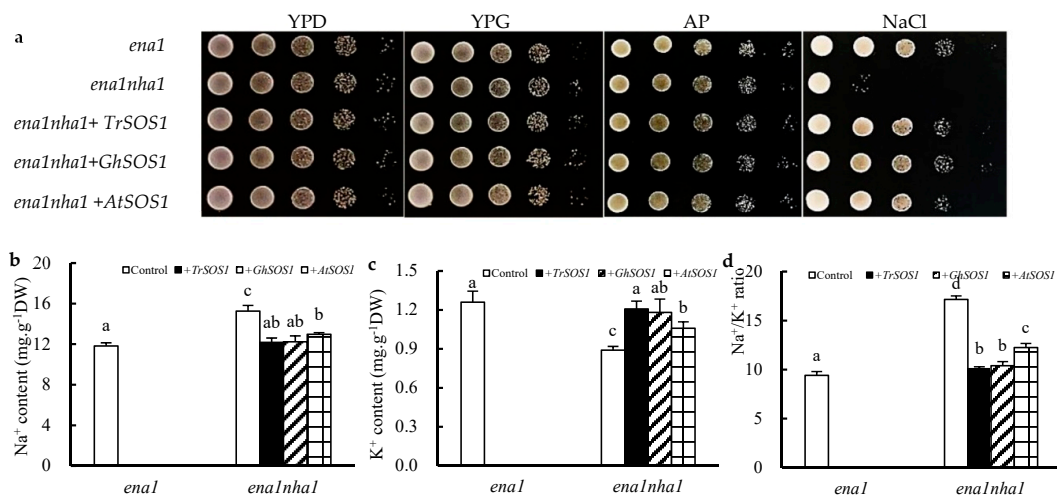 YPD YPG AP NaCl
a
ena1
ena1nha1
ena1nha1+ TrSOS1
ena1nha1+GhSOS1
ena1nha1 +AtSOS1
b
Na⁺ content (mg.g⁻¹DW)
20
16
12
8
4
0
Control +TrSOS1 +GhSOS1 +AtSOS1
a
c
ab
ab
b
ena1 ena1nha1
c
K⁺ content (mg.g⁻¹DW)
1.5
1.2
0.9
0.6
0.3
0.0
Control +TrSOS1 +GhSOS1 +AtSOS1
a
c
a
ab
b
ena1 ena1nha1
d
Na⁺/K⁺ ratio
20
15
10
5
0
Control +TrSOS1 +GhSOS1 +AtSOS1
a
d
b
b
c
ena1 ena1nha1